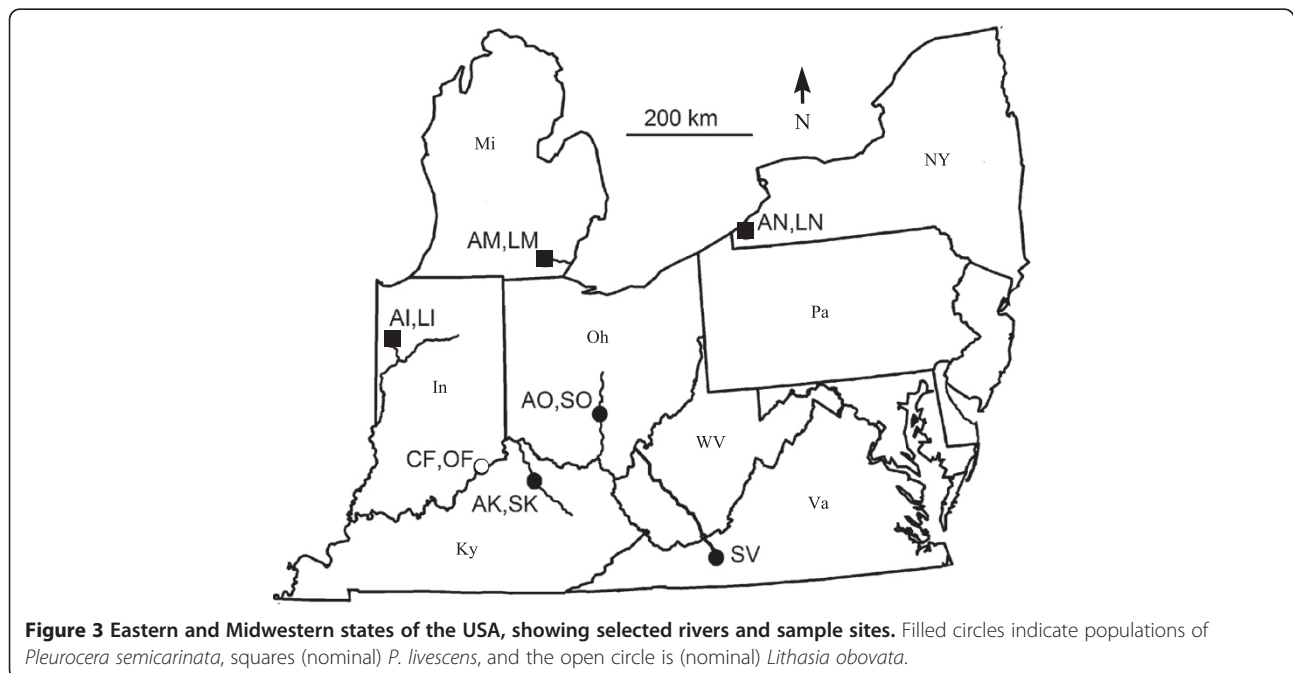 200 km
N
Mi
NY
AM,LM
AN,LN
Pa
AI,LI
Oh
In
AO,SO
WV
CF,OF
AK,SK
Va
Ky
SV
Figure 3 Eastern and Midwestern states of the USA, showing selected rivers and sample sites. Filled circles indicate populations of
Pleurocera semicarinata, squares (nominal) P. livescens, and the open circle is (nominal) Lithasia obovata.